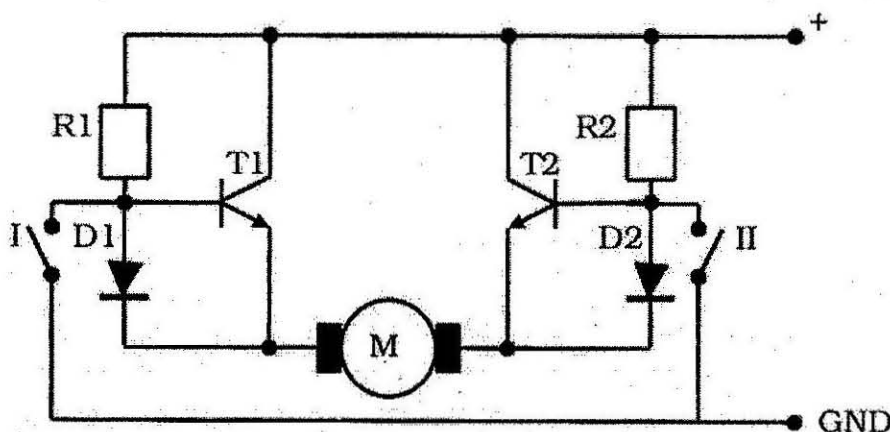 +
R1
R2
T1
T2
I
D1
D2
II
M
GND